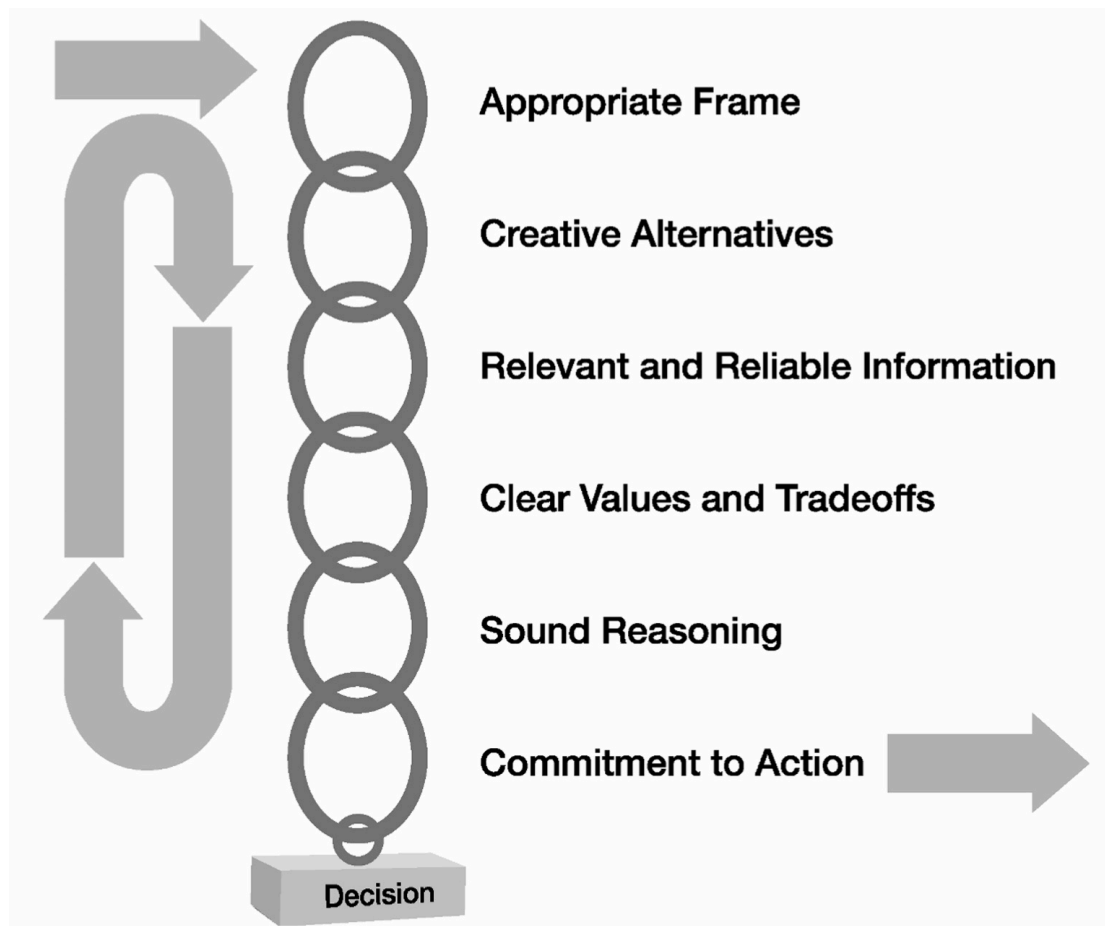 Appropriate Frame
Creative Alternatives
Relevant and Reliable Information
Clear Values and Tradeoffs
Sound Reasoning
Commitment to Action
Decision